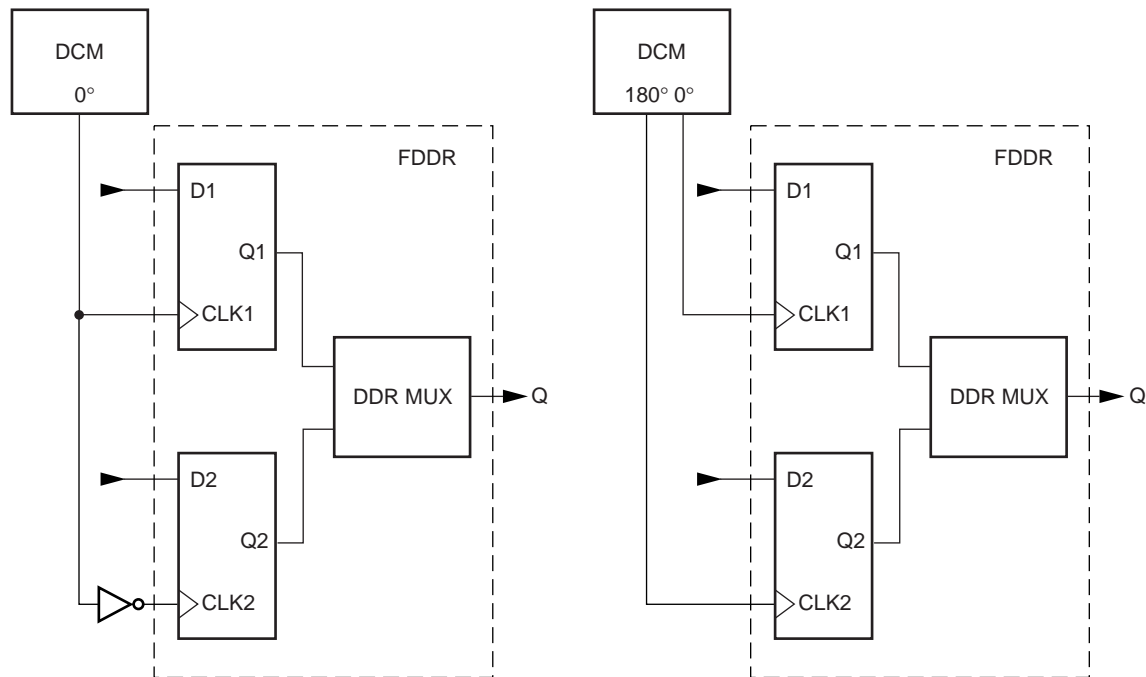 DCM
0°
FDDR
D1
Q1
CLK1
DDR MUX
Q
D2
Q2
CLK2
DCM
180° 0°
FDDR
D1
Q1
CLK1
DDR MUX
Q
D2
Q2
CLK2